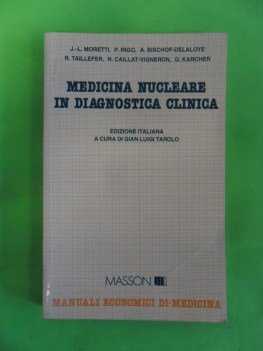 J.-L. MORETTI, P. RIGO, A. BISCHOF-DELALOYE
R. TAILLEFER, N. CAILLAT-VIGNERON, G. KARCHER
MEDICINA NUCLEARE
IN DIAGNOSTICA CLINICA
EDIZIONE ITALIANA
A CURA DI GIAN LUIGI TAROLO
MASSON
MANUALI ECONOMICI DI MEDICINA